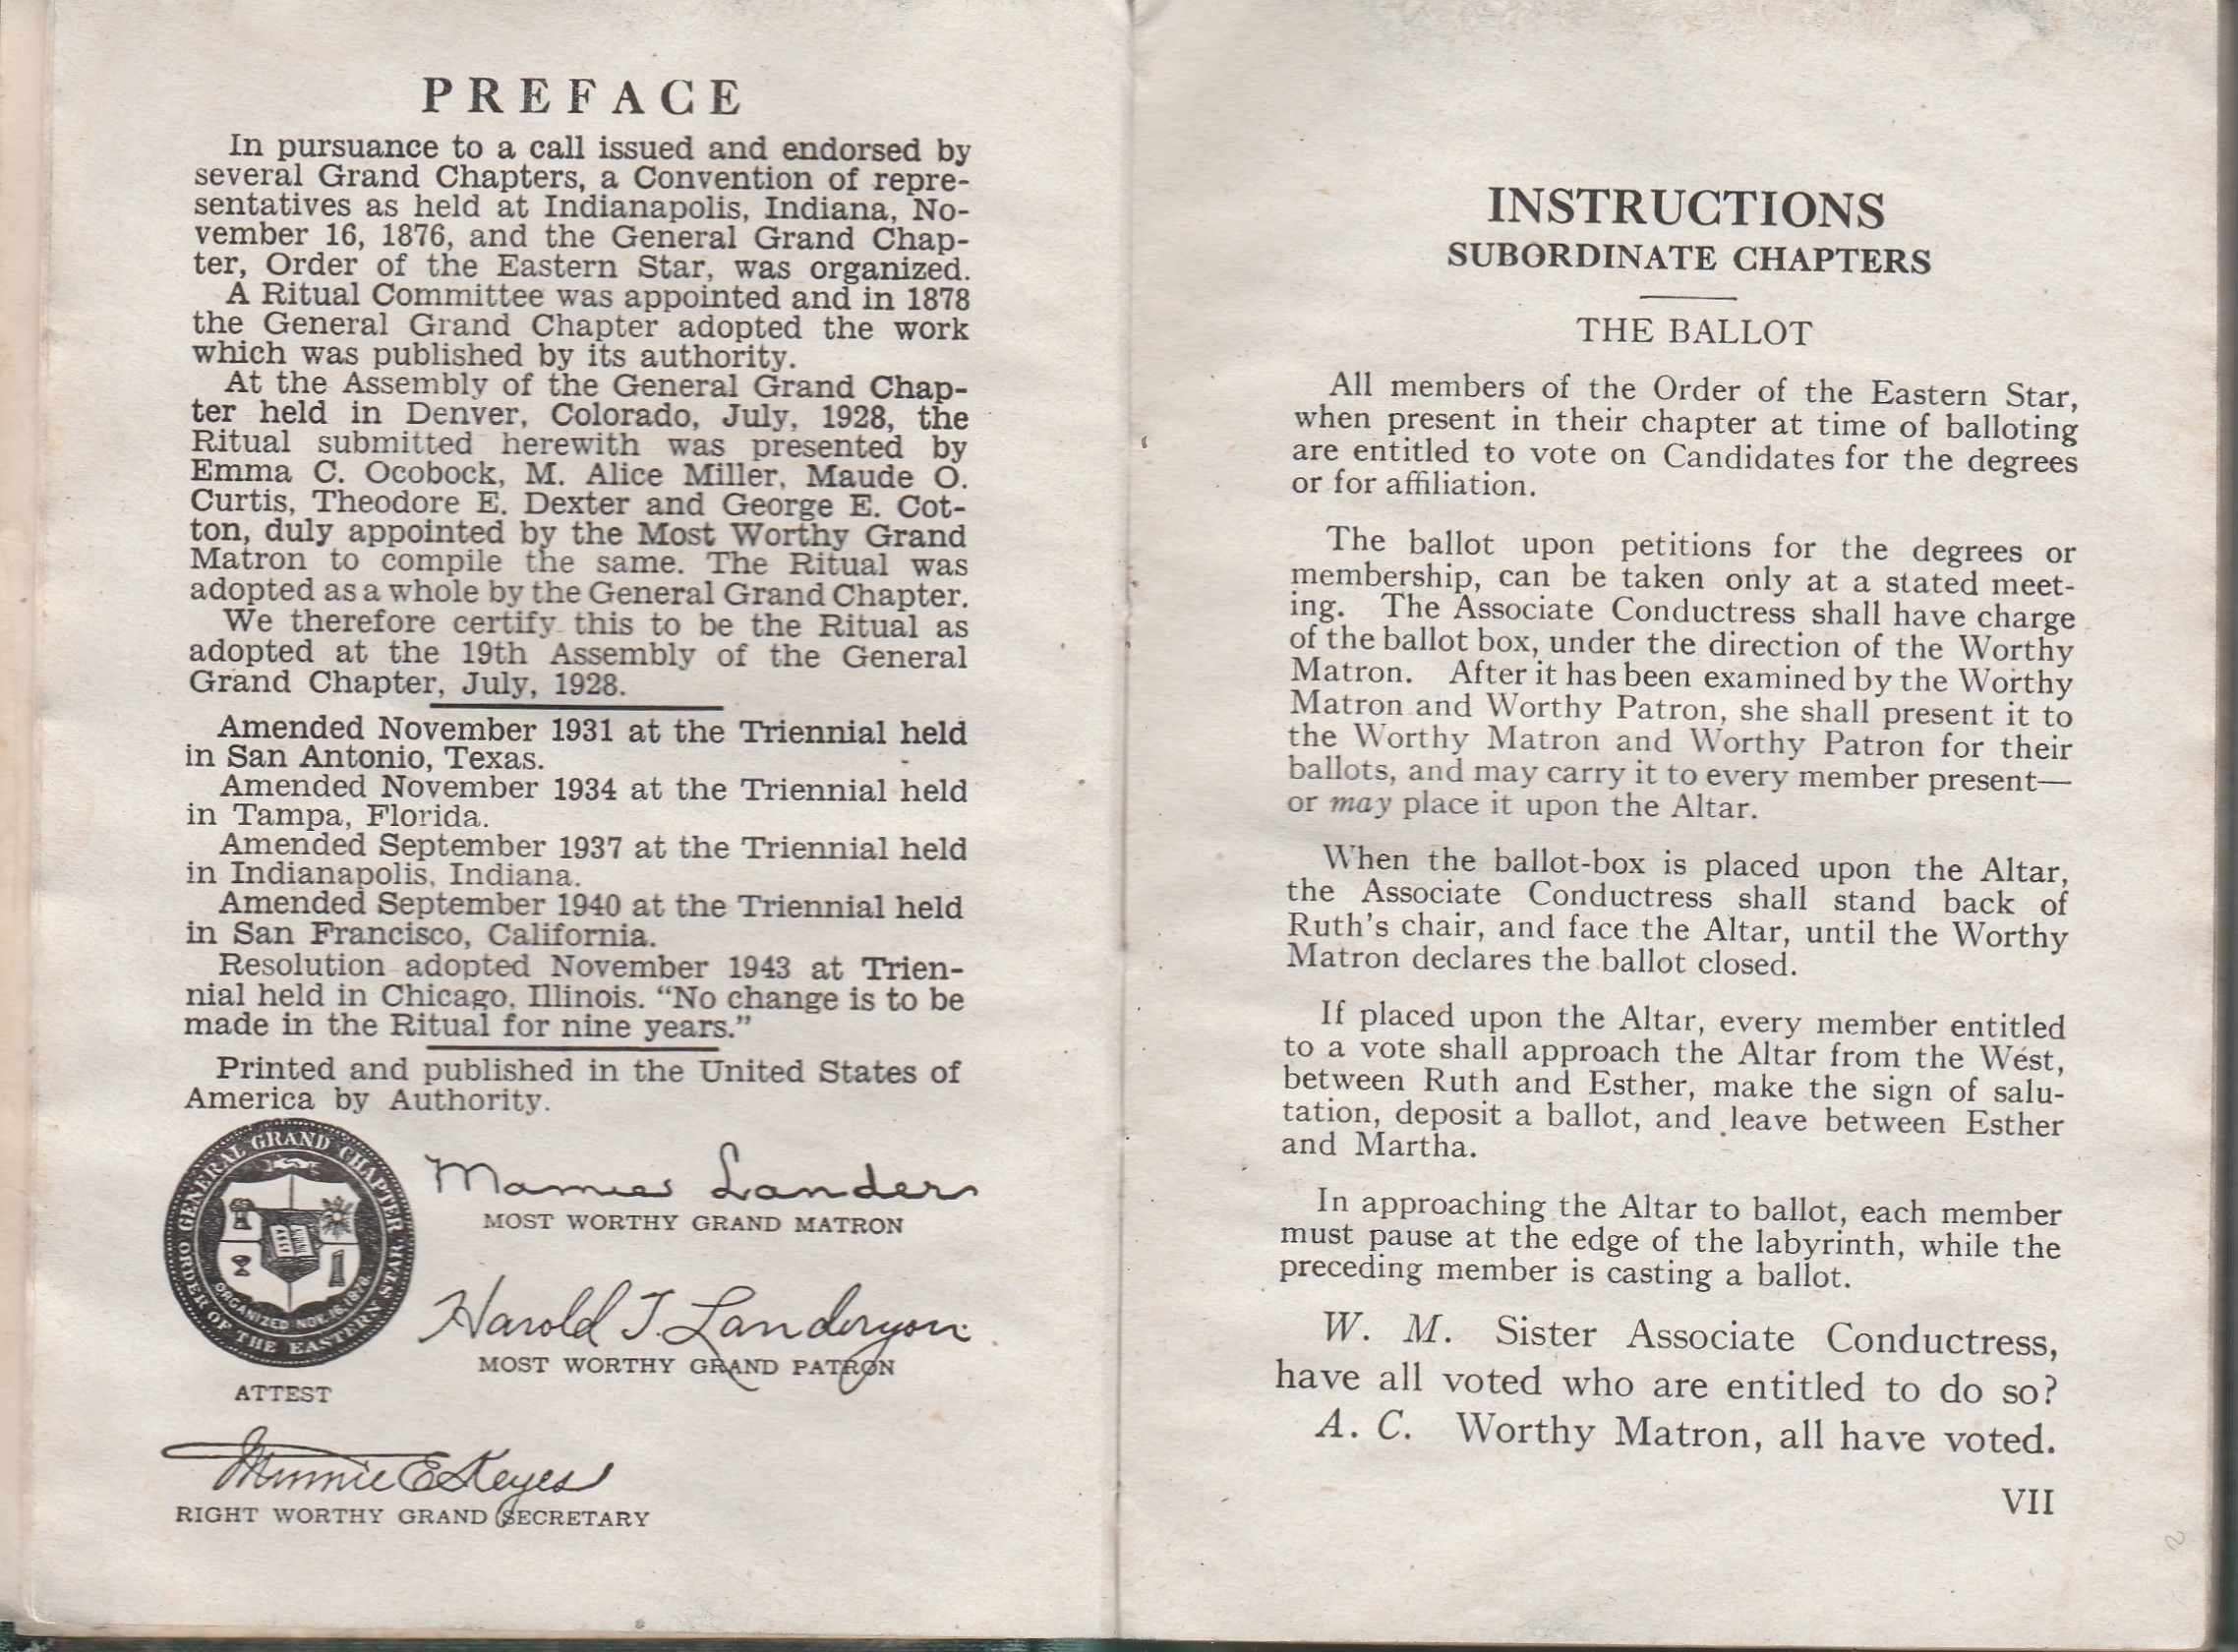 PREFACE
In pursuance to a call issued and endorsed by
several Grand Chapters, a Convention of repre-
sentatives as held at Indianapolis, Indiana, No-
vember 16, 1876, and the General Grand Chap-
ter, Order of the Eastern Star, was organized.
A Ritual Committee was appointed and in 1878
the General Grand Chapter adopted the work
which was published by its authority.
At the Assembly of the General Grand Chap-
ter held in Denver, Colorado, July, 1928, the
Ritual submitted herewith was presented by
Emma C. Ocobock, M. Alice Miller, Maude O.
Curtis, Theodore E. Dexter and George E. Cot-
ton, duly appointed by the Most Worthy Grand
Matron to compile the same. The Ritual was
adopted as a whole by the General Grand Chapter.
We therefore certify this to be the Ritual as
adopted at the 19th Assembly of the General
Grand Chapter, July, 1928.
Amended November 1931 at the Triennial held
in San Antonio, Texas.
Amended November 1934 at the Triennial held
in Tampa, Florida.
Amended September 1937 at the Triennial held
in Indianapolis, Indiana.
Amended September 1940 at the Triennial held
in San Francisco, California.
Resolution adopted November 1943 at Trien-
nial held in Chicago, Illinois. “No change is to be
made in the Ritual for nine years.”
Printed and published in the United States of
America by Authority.
GENERAL GRAND CHAPTER
ORDER OF THE EASTERN STAR
ORGANIZED NOV. 16, 1876.
Mamie Landers
MOST WORTHY GRAND MATRON
Harold T. Landeryou
MOST WORTHY GRAND PATRON
ATTEST
Minnie E. Keyes
RIGHT WORTHY GRAND SECRETARY
INSTRUCTIONS
SUBORDINATE CHAPTERS
THE BALLOT
All members of the Order of the Eastern Star,
when present in their chapter at time of balloting
are entitled to vote on Candidates for the degrees
or for affiliation.
The ballot upon petitions for the degrees or
membership, can be taken only at a stated meet-
ing. The Associate Conductress shall have charge
of the ballot box, under the direction of the Worthy
Matron. After it has been examined by the Worthy
Matron and Worthy Patron, she shall present it to
the Worthy Matron and Worthy Patron for their
ballots, and may carry it to every member present—
or may place it upon the Altar.
When the ballot-box is placed upon the Altar,
the Associate Conductress shall stand back of
Ruth's chair, and face the Altar, until the Worthy
Matron declares the ballot closed.
If placed upon the Altar, every member entitled
to a vote shall approach the Altar from the West,
between Ruth and Esther, make the sign of salu-
tation, deposit a ballot, and leave between Esther
and Martha.
In approaching the Altar to ballot, each member
must pause at the edge of the labyrinth, while the
preceding member is casting a ballot.
W. M. Sister Associate Conductress,
have all voted who are entitled to do so?
A. C. Worthy Matron, all have voted.
VII